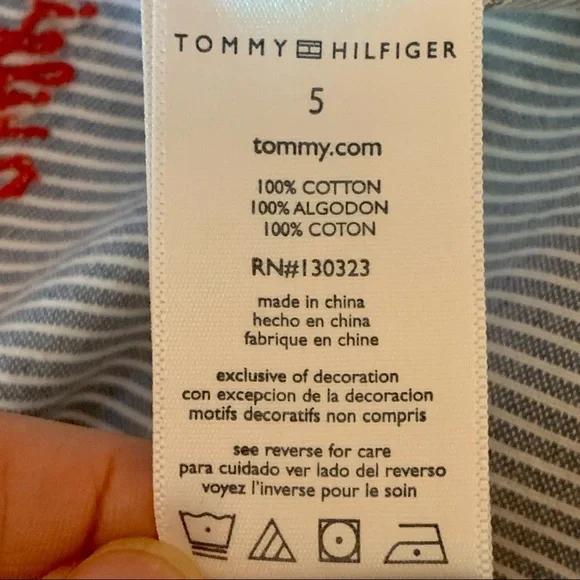 TOMMY HILFIGER
5
tommy.com
100% COTTON
100% ALGODON
100% COTON
RN#130323
made in china
hecho en china
fabrique en chine
exclusive of decoration
con excepcion de la decoracion
motifs decoratifs non compris
see reverse for care
para cuidado ver lado del reverso
voyez l'inverse pour le soin